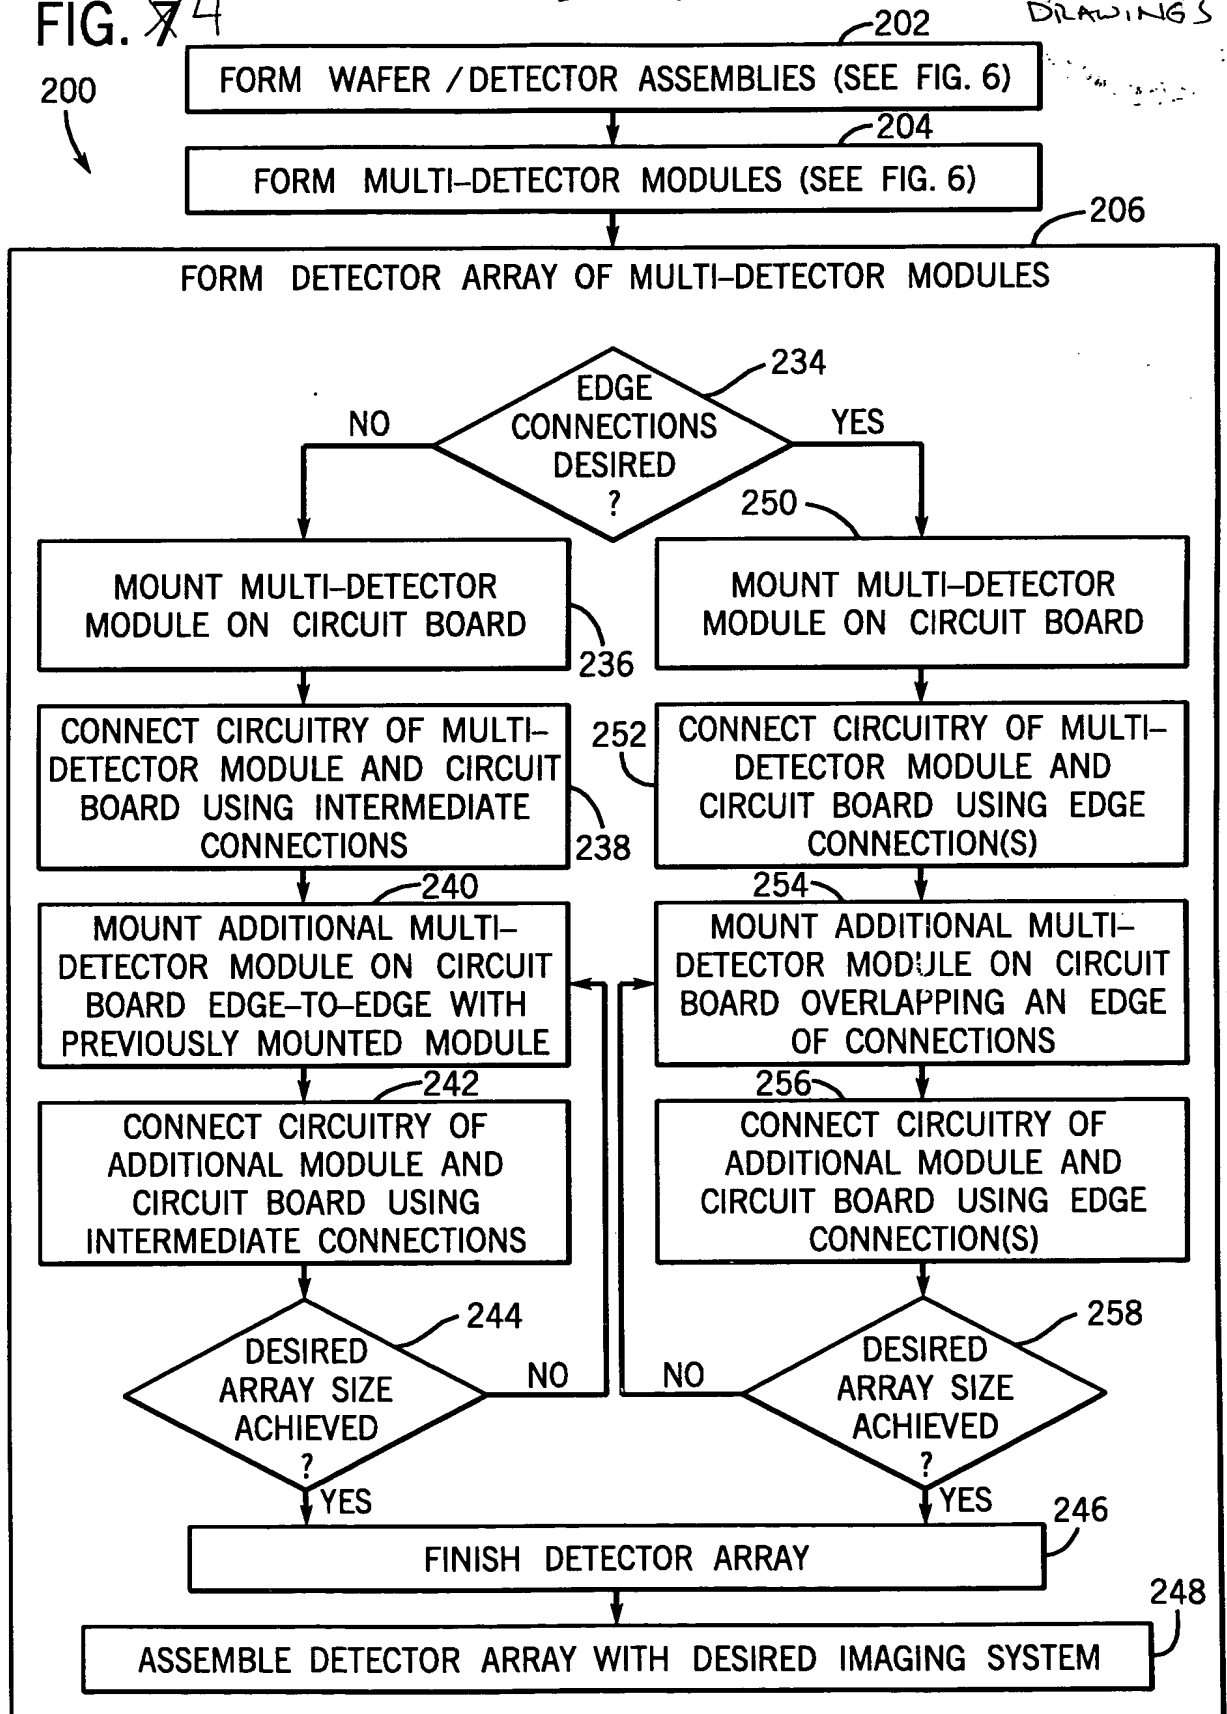 FIG. 7 4
DRAWINGS
200
202
FORM WAFER / DETECTOR ASSEMBLIES (SEE FIG. 6)
204
FORM MULTI-DETECTOR MODULES (SEE FIG. 6)
206
FORM DETECTOR ARRAY OF MULTI-DETECTOR MODULES
234
EDGE
CONNECTIONS
DESIRED
?
NO
YES
236
MOUNT MULTI-DETECTOR
MODULE ON CIRCUIT BOARD
238
CONNECT CIRCUITRY OF MULTI-
DETECTOR MODULE AND CIRCUIT
BOARD USING INTERMEDIATE
CONNECTIONS
240
MOUNT ADDITIONAL MULTI-
DETECTOR MODULE ON CIRCUIT
BOARD EDGE-TO-EDGE WITH
PREVIOUSLY MOUNTED MODULE
242
CONNECT CIRCUITRY OF
ADDITIONAL MODULE AND
CIRCUIT BOARD USING
INTERMEDIATE CONNECTIONS
244
DESIRED
ARRAY SIZE
ACHIEVED
?
NO
YES
250
MOUNT MULTI-DETECTOR
MODULE ON CIRCUIT BOARD
252
CONNECT CIRCUITRY OF MULTI-
DETECTOR MODULE AND
CIRCUIT BOARD USING EDGE
CONNECTION(S)
254
MOUNT ADDITIONAL MULTI-
DETECTOR MODULE ON CIRCUIT
BOARD OVERLAPPING AN EDGE
OF CONNECTIONS
256
CONNECT CIRCUITRY OF
ADDITIONAL MODULE AND
CIRCUIT BOARD USING EDGE
CONNECTION(S)
258
DESIRED
ARRAY SIZE
ACHIEVED
?
NO
YES
246
FINISH DETECTOR ARRAY
248
ASSEMBLE DETECTOR ARRAY WITH DESIRED IMAGING SYSTEM